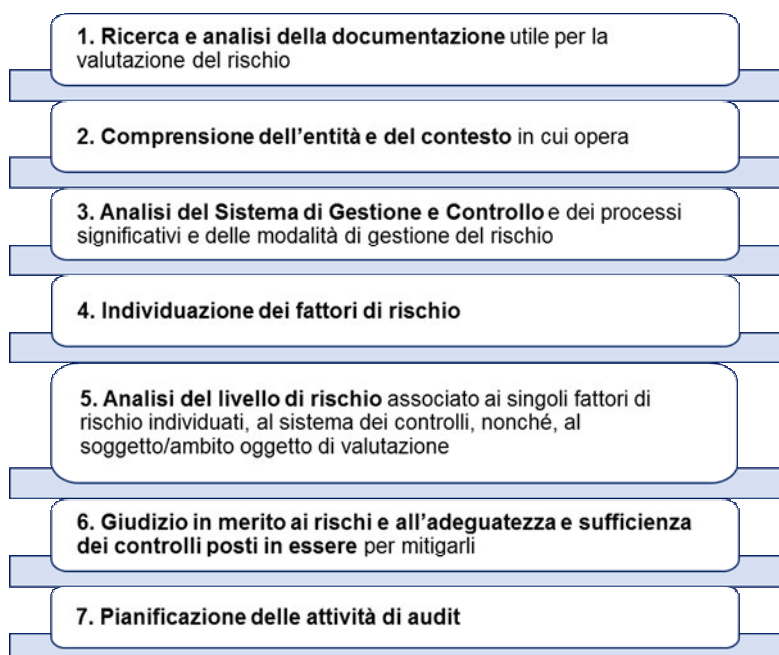 1. Ricerca e analisi della documentazione utile per la
valutazione del rischio
2. Comprensione dell'entità e del contesto in cui opera
3. Analisi del Sistema di Gestione e Controllo e dei processi
significativi e delle modalità di gestione del rischio
4. Individuazione dei fattori di rischio
5. Analisi del livello di rischio associato ai singoli fattori di
rischio individuati, al sistema dei controlli, nonché, al
soggetto/ambito oggetto di valutazione
6. Giudizio in merito ai rischi e all'adeguatezza e sufficienza
dei controlli posti in essere per mitigarli
7. Pianificazione delle attività di audit